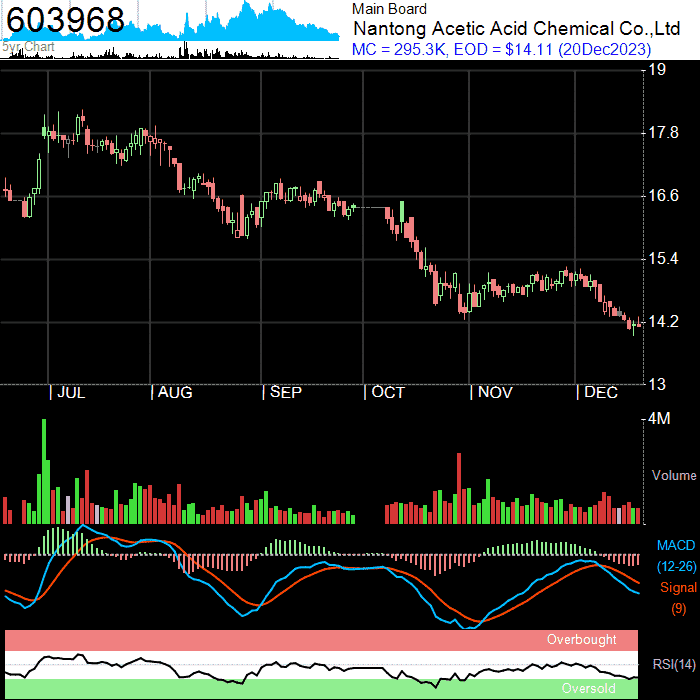 603968
5yr Chart
Main Board
Nantong Acetic Acid Chemical Co.,Ltd
MC = 295.3K, EOD = $14.11 (20Dec2023)
19
17.8
16.6
15.4
14.2
13
JUL
AUG
SEP
OCT
NOV
DEC
4M
Volume
MACD
(12-26)
Signal
(9)
Overbought
RSI(14)
Oversold